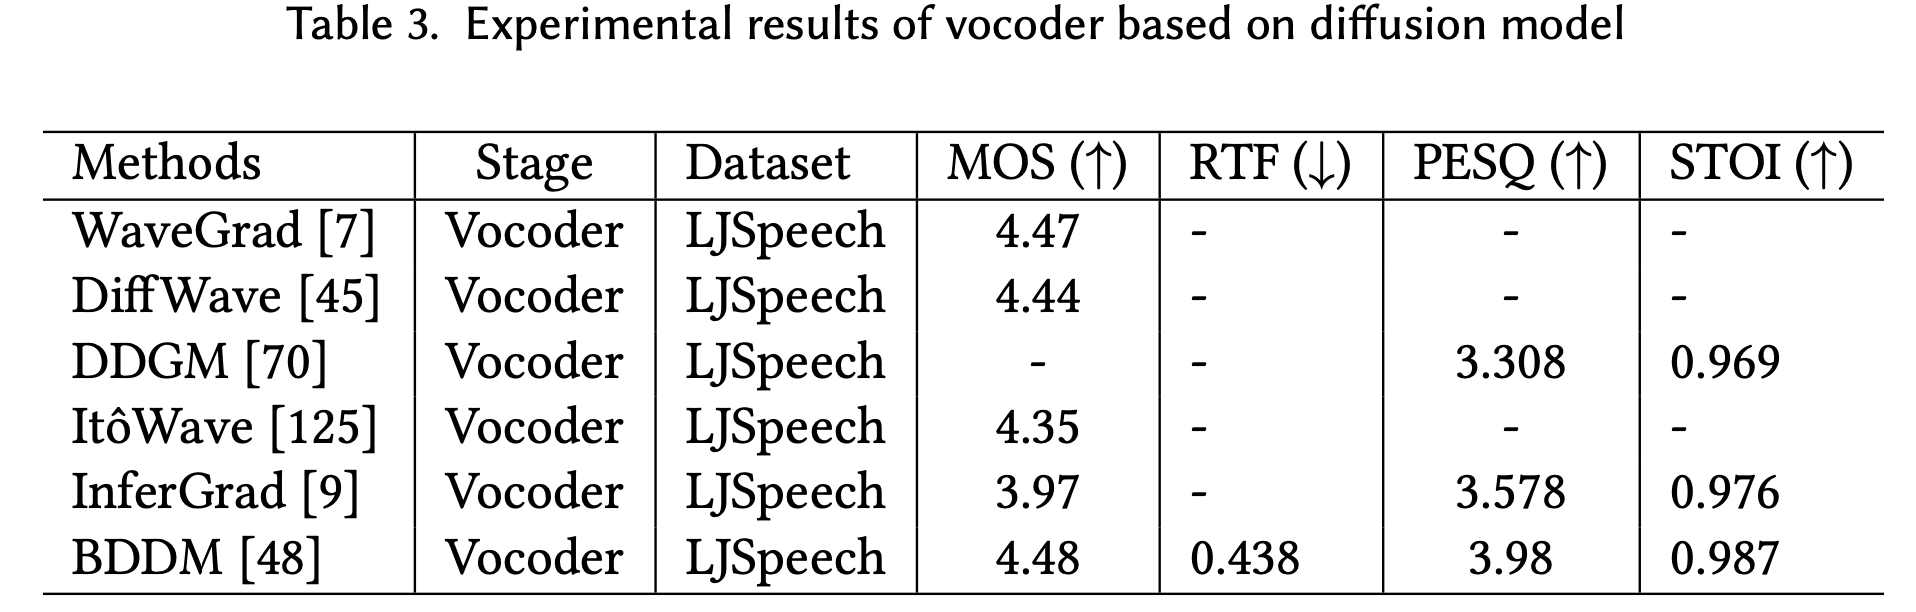 Table 3. Experimental results of vocoder based on diffusion model
Methods Stage Dataset MOS (↑) RTF (↓) PESQ (↑) STOI (↑)
WaveGrad [7] Vocoder LJSpeech 4.47 - - -
DiffWave [45] Vocoder LJSpeech 4.44 - - -
DDGM [70] Vocoder LJSpeech - - 3.308 0.969
ItôWave [125] Vocoder LJSpeech 4.35 - - -
InferGrad [9] Vocoder LJSpeech 3.97 - 3.578 0.976
BDDM [48] Vocoder LJSpeech 4.48 0.438 3.98 0.987